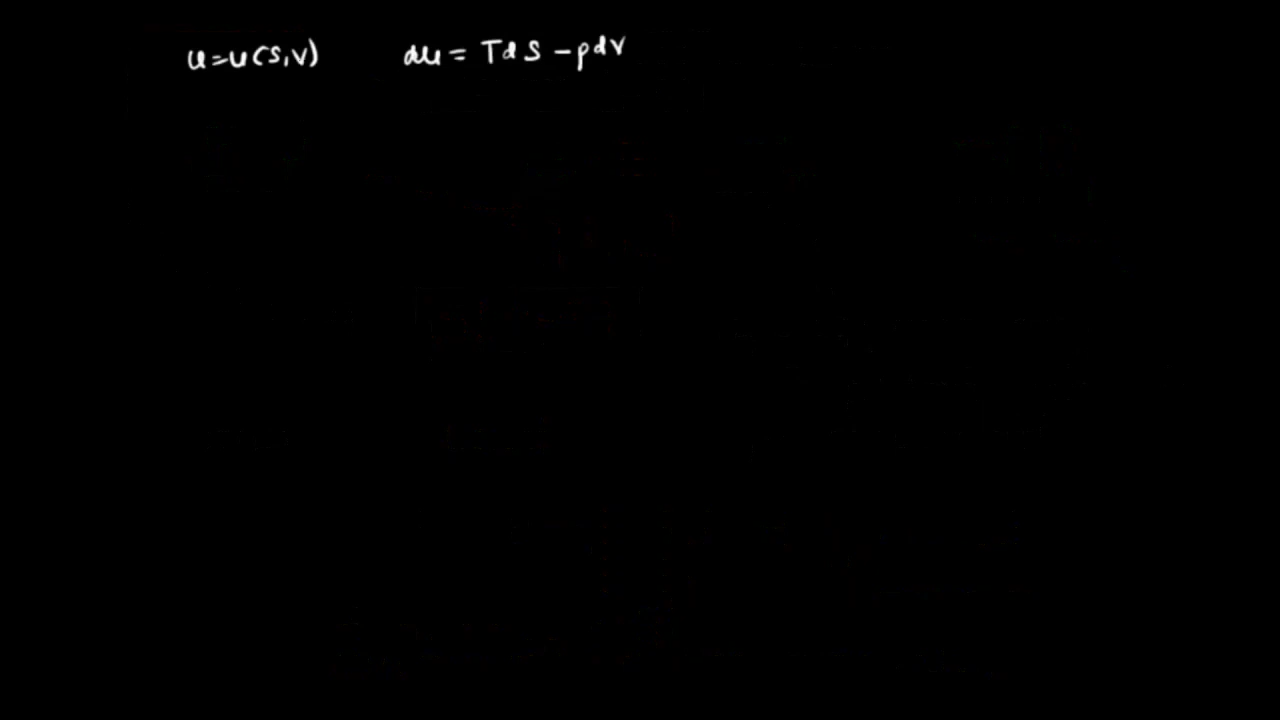 u=u(S,V) du = TdS -pdV